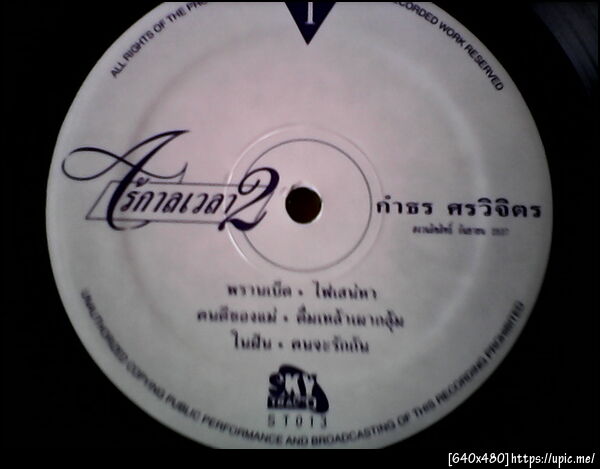 1
ALL RIGHTS OF THE
RECORDED WORK RESERVED
ไร้กาลเวลา 2
กำธร ศรวิจิตร
พรานเบ็ด • ไฟเสน่หา
คนดีของแม่ • ดื่มเหล้าเผากลุ้ม
ในฝัน • คนจะรักกัน
SKY
ST013
UNAUTHORIZED COPYING PUBLIC PERFORMANCE AND BROADCASTING OF THIS RECORDING PROHIBITED
[640x480]https://upic.me/